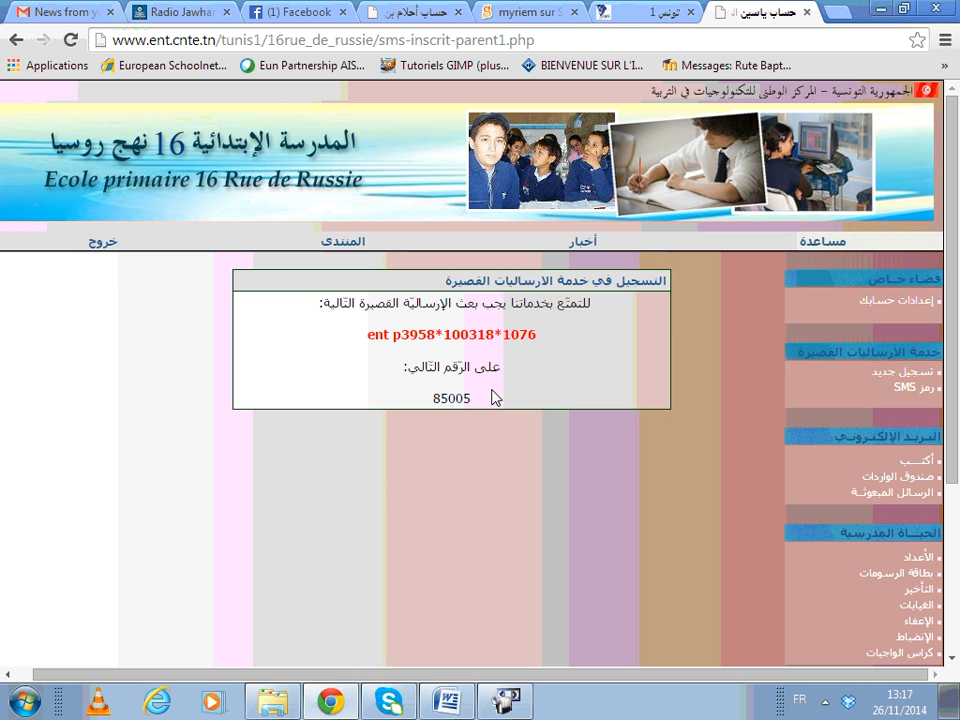 News from y
Radio Jawhar
(1) Facebook
حساب أحلام بن
myriem sur S
تونس 1
حساب ياسين ال
www.ent.cnte.tn/tunis1/16rue_de_russie/sms-inscrit-parent1.php
Applications
European Schoolnet...
Eun Partnership AIS...
Tutoriels GIMP (plus...
BIENVENUE SUR L'I...
Messages: Rute Bapt...
»
الجمهورية التونسية - المركز الوطني للتكنولوجيات في التربية
المدرسة الإبتدائية 16 نهج روسيا
Ecole primaire 16 Rue de Russie
مساعدة
أخبار
المنتدى
خروج
التسجيل في خدمة الارساليات القصيرة
للتمتّع بخدماتنا يجب بعث الإرساليّة القصيرة التّالية:
ent p3958*100318*1076
على الرّقم التّالي:
85005
فضاء خـاص
إعدادات حسابك
خدمة الارساليات القصيرة
تسجيل جديد
رمز SMS
البريد الإلكتروني
أكتـــب
صندوق الواردات
الرسائل المبعوثـة
الحيـــاة المدرسية
الأعداد
بطاقة الرسومات
التأخير
الغيابات
الإعفاء
الإنضباط
كراس الواجبات
FR
13:17
26/11/2014